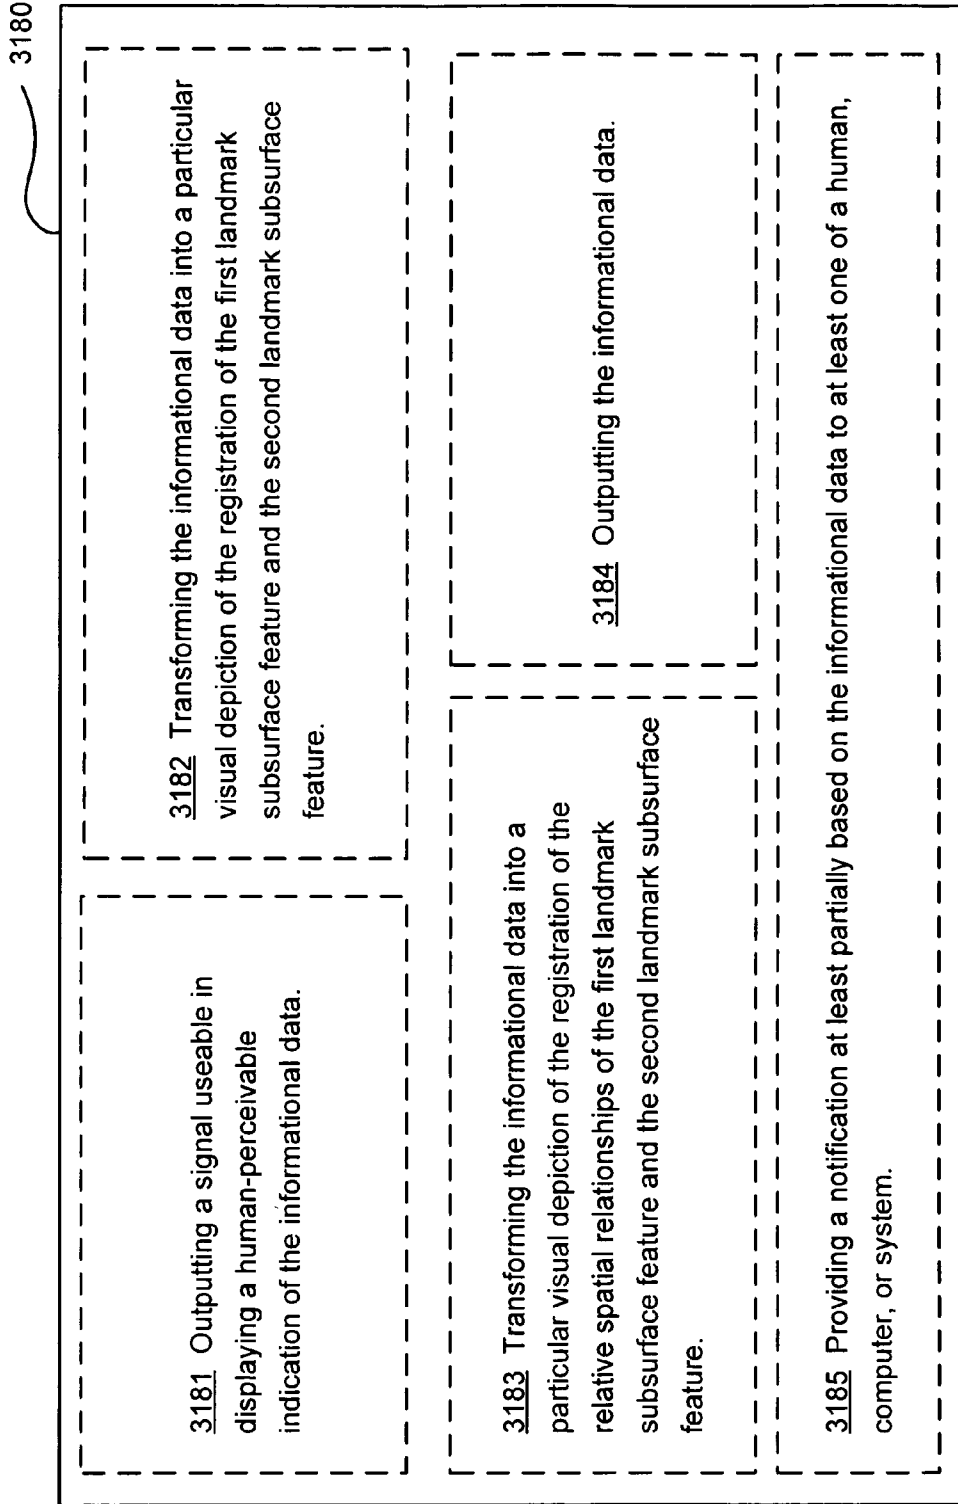 3180
3181 Outputting a signal useable in
displaying a human-perceivable
indication of the informational data.
3182 Transforming the informational data into a particular
visual depiction of the registration of the first landmark
subsurface feature and the second landmark subsurface
feature.
3183 Transforming the informational data into a
particular visual depiction of the registration of the
relative spatial relationships of the first landmark
subsurface feature and the second landmark subsurface
feature.
3184 Outputting the informational data.
3185 Providing a notification at least partially based on the informational data to at least one of a human,
computer, or system.